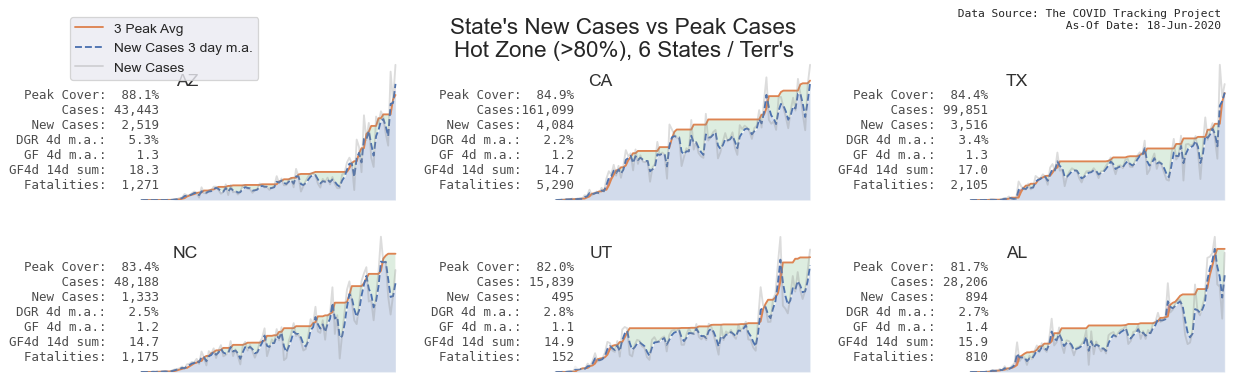 3 Peak Avg
New Cases 3 day m.a.
New Cases
State's New Cases vs Peak Cases
Hot Zone (>80%), 6 States / Terr's
Data Source: The COVID Tracking Project
As-Of Date: 18-Jun-2020
AZ
Peak Cover: 88.1%
Cases: 43,443
New Cases: 2,519
DGR 4d m.a.: 5.3%
GF 4d m.a.: 1.3
GF4d 14d sum: 18.3
Fatalities: 1,271
CA
Peak Cover: 84.9%
Cases:161,099
New Cases: 4,084
DGR 4d m.a.: 2.2%
GF 4d m.a.: 1.2
GF4d 14d sum: 14.7
Fatalities: 5,290
TX
Peak Cover: 84.4%
Cases: 99,851
New Cases: 3,516
DGR 4d m.a.: 3.4%
GF 4d m.a.: 1.3
GF4d 14d sum: 17.0
Fatalities: 2,105
NC
Peak Cover: 83.4%
Cases: 48,188
New Cases: 1,333
DGR 4d m.a.: 2.5%
GF 4d m.a.: 1.2
GF4d 14d sum: 14.7
Fatalities: 1,175
UT
Peak Cover: 82.0%
Cases: 15,839
New Cases: 495
DGR 4d m.a.: 2.8%
GF 4d m.a.: 1.1
GF4d 14d sum: 14.9
Fatalities: 152
AL
Peak Cover: 81.7%
Cases: 28,206
New Cases: 894
DGR 4d m.a.: 2.7%
GF 4d m.a.: 1.4
GF4d 14d sum: 15.9
Fatalities: 810